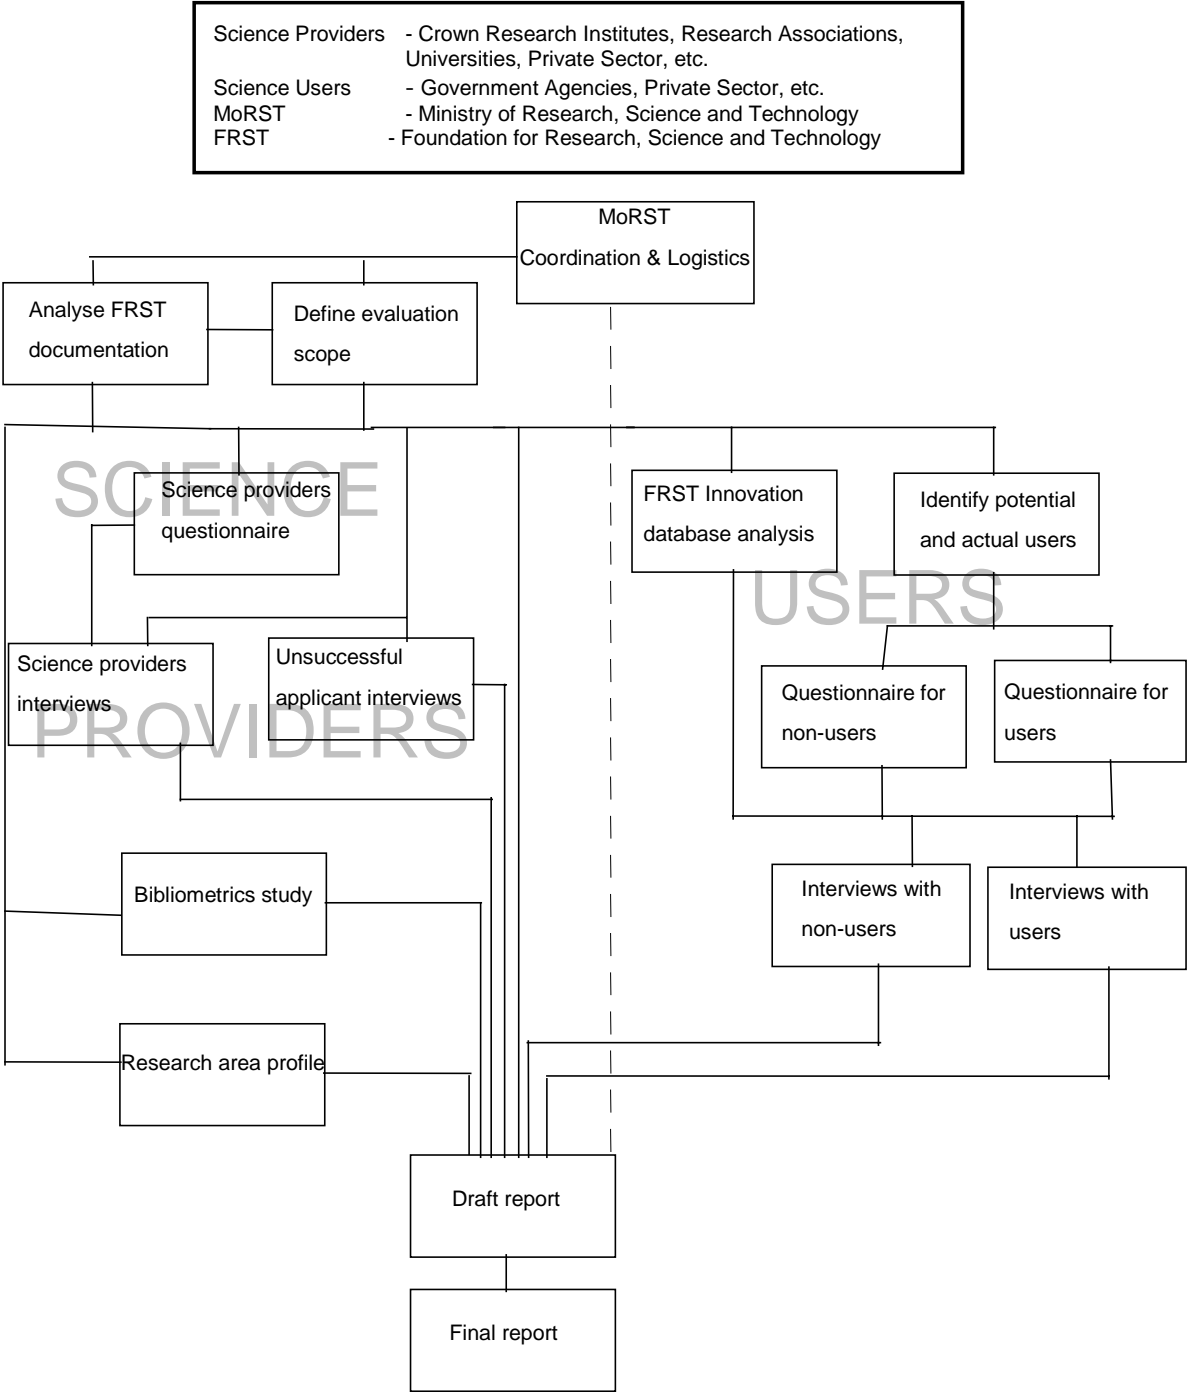 Science Providers - Crown Research Institutes, Research Associations,
Universities, Private Sector, etc.
Science Users - Government Agencies, Private Sector, etc.
MoRST - Ministry of Research, Science and Technology
FRST - Foundation for Research, Science and Technology
MoRST
Coordination & Logistics
Analyse FRST
documentation
Define evaluation
scope
SCIENCE
Science providers
questionnaire
FRST Innovation
database analysis
Identify potential
and actual users
USERS
Science providers
interviews
Unsuccessful
applicant interviews
PROVIDERS
Questionnaire for
non-users
Questionnaire for
users
Bibliometrics study
Interviews with
non-users
Interviews with
users
Research area profile
Draft report
Final report